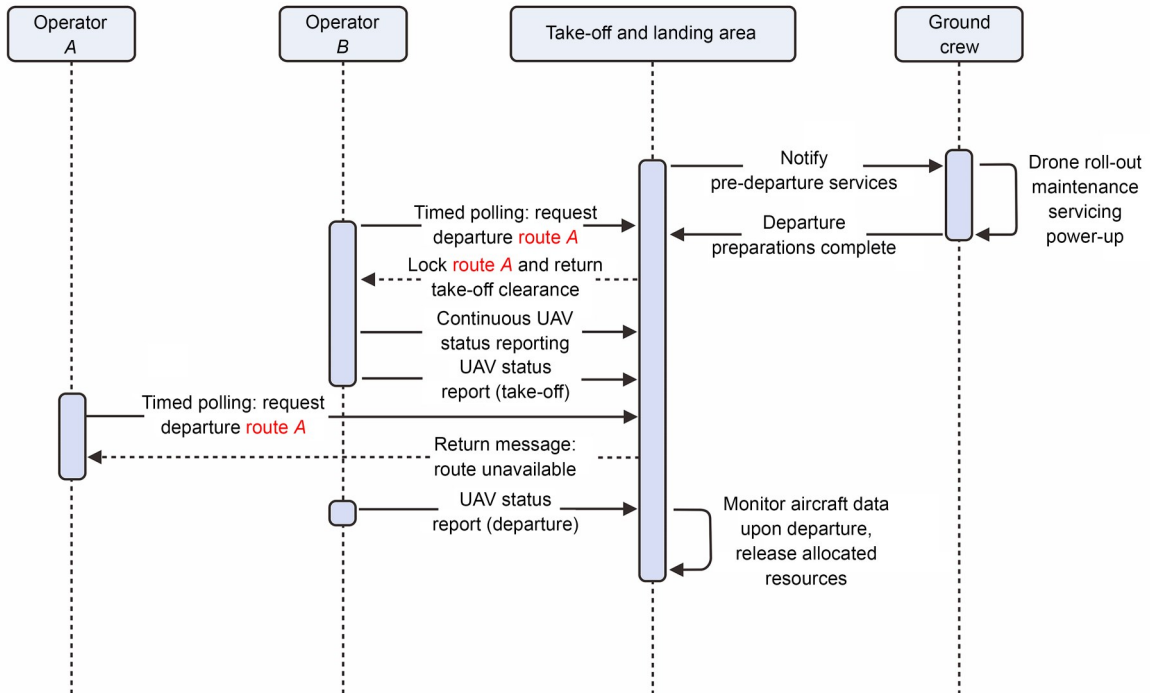 Operator
A
Operator
B
Take-off and landing area
Ground
crew
Notify
pre-departure services
Drone roll-out
maintenance
servicing
power-up
Timed polling: request
departure route A
Departure
preparations complete
Lock route A and return
take-off clearance
Continuous UAV
status reporting
UAV status
report (take-off)
Timed polling: request
departure route A
Return message:
route unavailable
UAV status
report (departure)
Monitor aircraft data
upon departure,
release allocated
resources